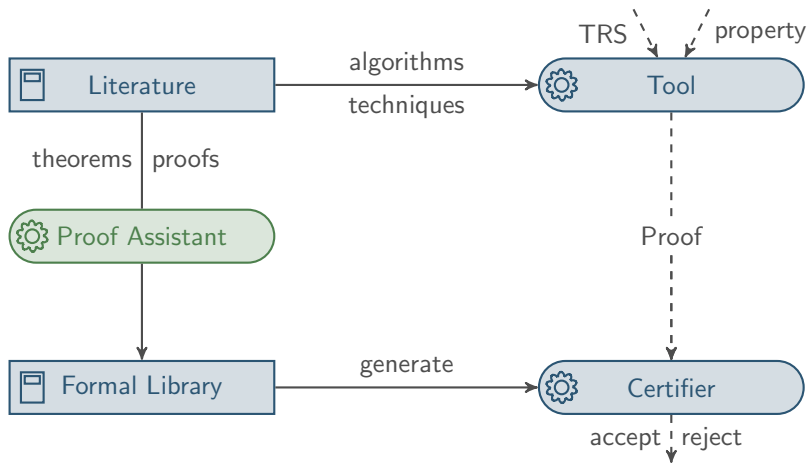 TRS property
Literature
algorithms
techniques
Tool
theorems proofs
Proof Assistant
Proof
Formal Library
generate
Certifier
accept reject